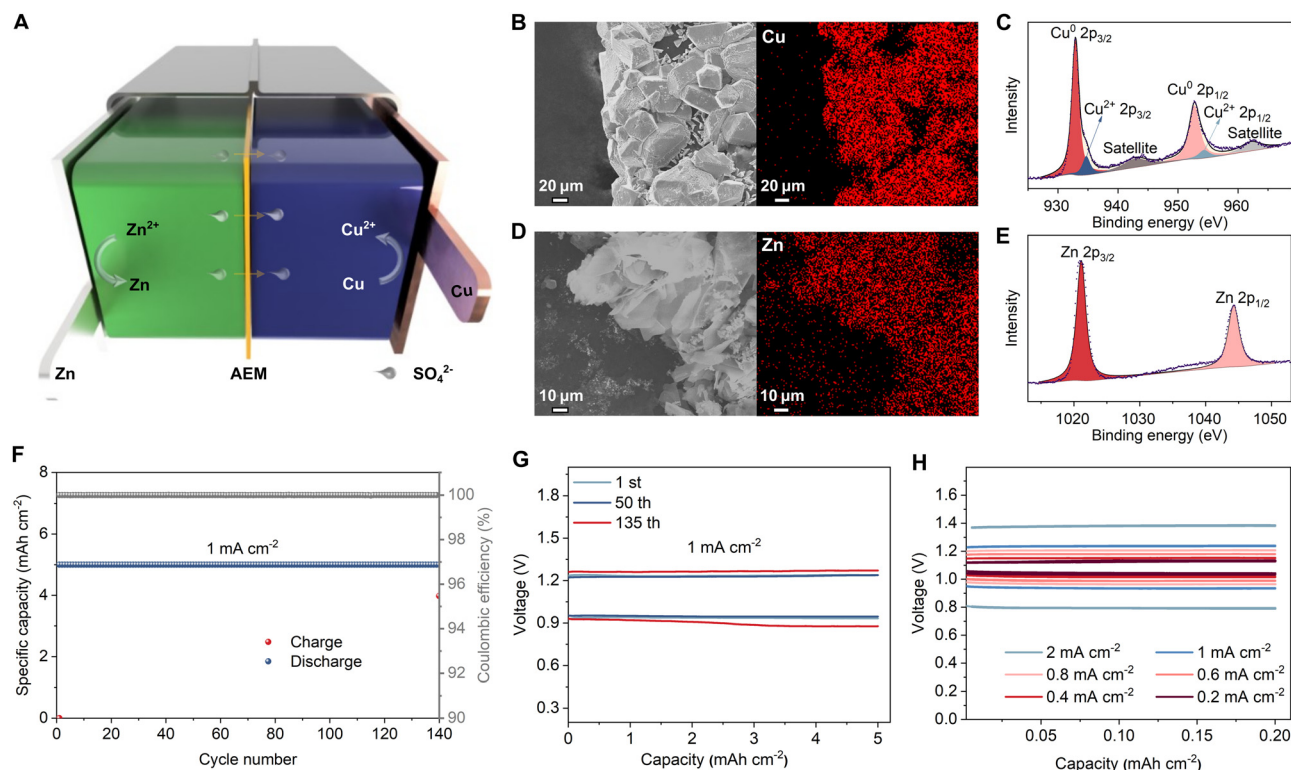 A
Zn²⁺
Zn
Cu²⁺
Cu
Cu
Zn
AEM
SO₄²⁻
B
20 µm
Cu
20 µm
C
Cu⁰ 2p₃/₂
Cu²⁺ 2p₃/₂
Satellite
Cu⁰ 2p₁/₂
Cu²⁺ 2p₁/₂
Satellite
Intensity
930 940 950 960
Binding energy (eV)
D
10 µm
Zn
10 µm
E
Zn 2p₃/₂
Zn 2p₁/₂
Intensity
1020 1030 1040 1050
Binding energy (eV)
F
Specific capacity (mAh cm⁻²)
8
6
4
2
0
1 mA cm⁻²
Charge
Discharge
0 20 40 60 80 100 120 140
Cycle number
100
98
96
94
92
90
Coulombic efficiency (%)
G
Voltage (V)
1.8
1.5
1.2
0.9
0.6
0.3
1 st
50 th
135 th
1 mA cm⁻²
0 1 2 3 4 5
Capacity (mAh cm⁻²)
H
Voltage (V)
1.6
1.4
1.2
1.0
0.8
0.6
0.4
0.2
0.0
2 mA cm⁻² 1 mA cm⁻²
0.8 mA cm⁻² 0.6 mA cm⁻²
0.4 mA cm⁻² 0.2 mA cm⁻²
0.05 0.10 0.15 0.20
Capacity (mAh cm⁻²)